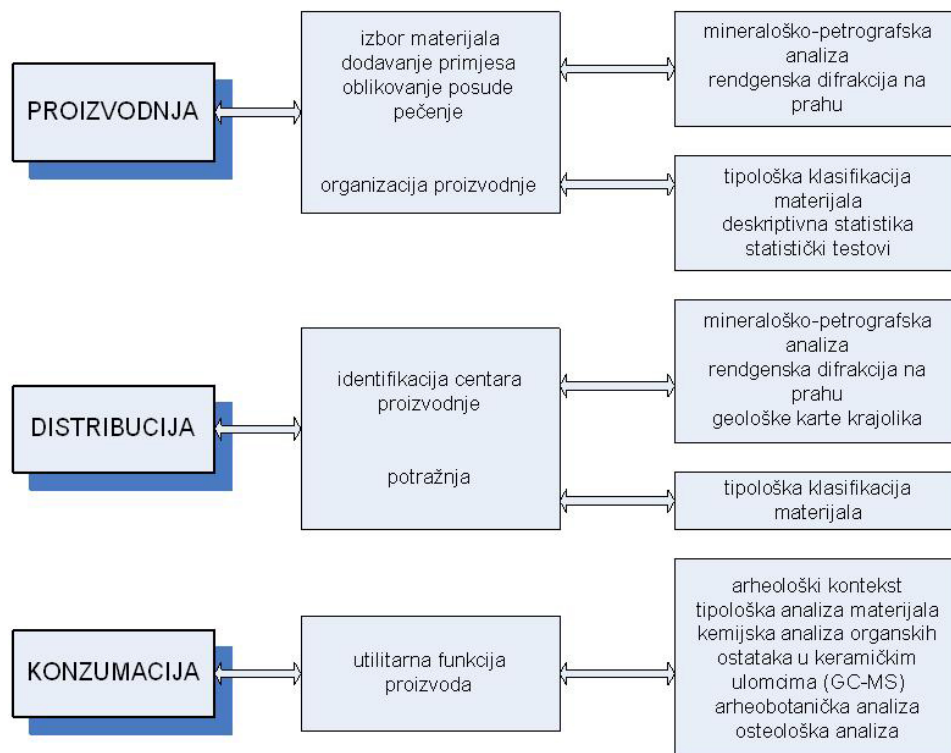 PROIZVODNJA
izbor materijala
dodavanje primjesa
oblikovanje posude
pečenje
organizacija proizvodnje
mineraloško-petrografska
analiza
rendgenska difrakcija na
prahu
tipološka klasifikacija
materijala
deskriptivna statistika
statistički testovi
DISTRIBUCIJA
identifikacija centara
proizvodnje
potražnja
mineraloško-petrografska
analiza
rendgenska difrakcija na
prahu
geološke karte krajolika
tipološka klasifikacija
materijala
KONZUMACIJA
utilitarna funkcija
proizvoda
arheološki kontekst
tipološka analiza materijala
kemijska analiza organskih
ostataka u keramičkim
ulomcima (GC-MS)
arheobotanička analiza
osteološka analiza